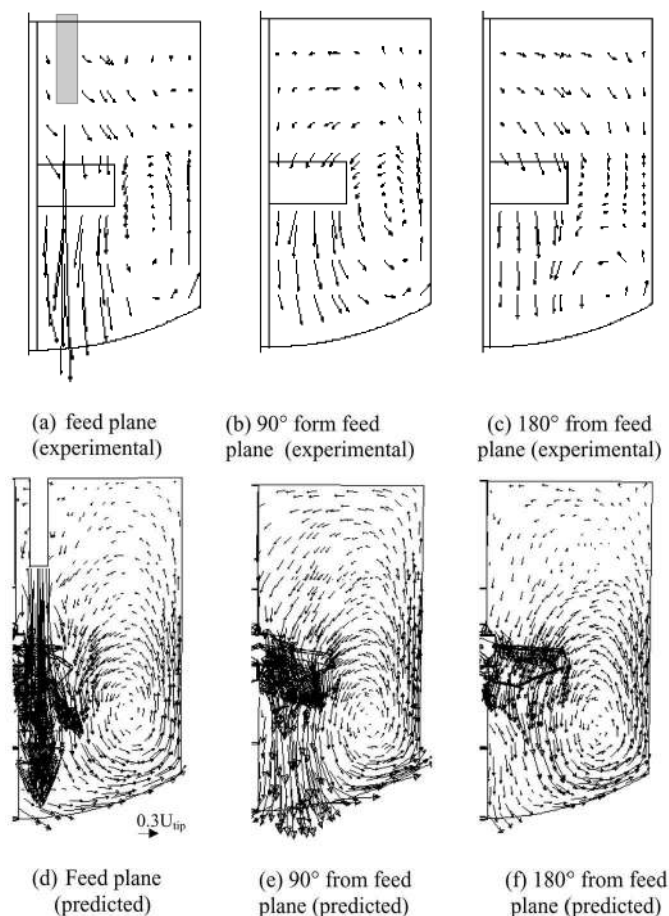 (a) feed plane
(experimental)
(b) 90° form feed
plane (experimental)
(c) 180° from feed
plane (experimental)
0.3U_tip
(d) Feed plane
(predicted)
(e) 90° from feed
plane (predicted)
(f) 180° from feed
plane (predicted)